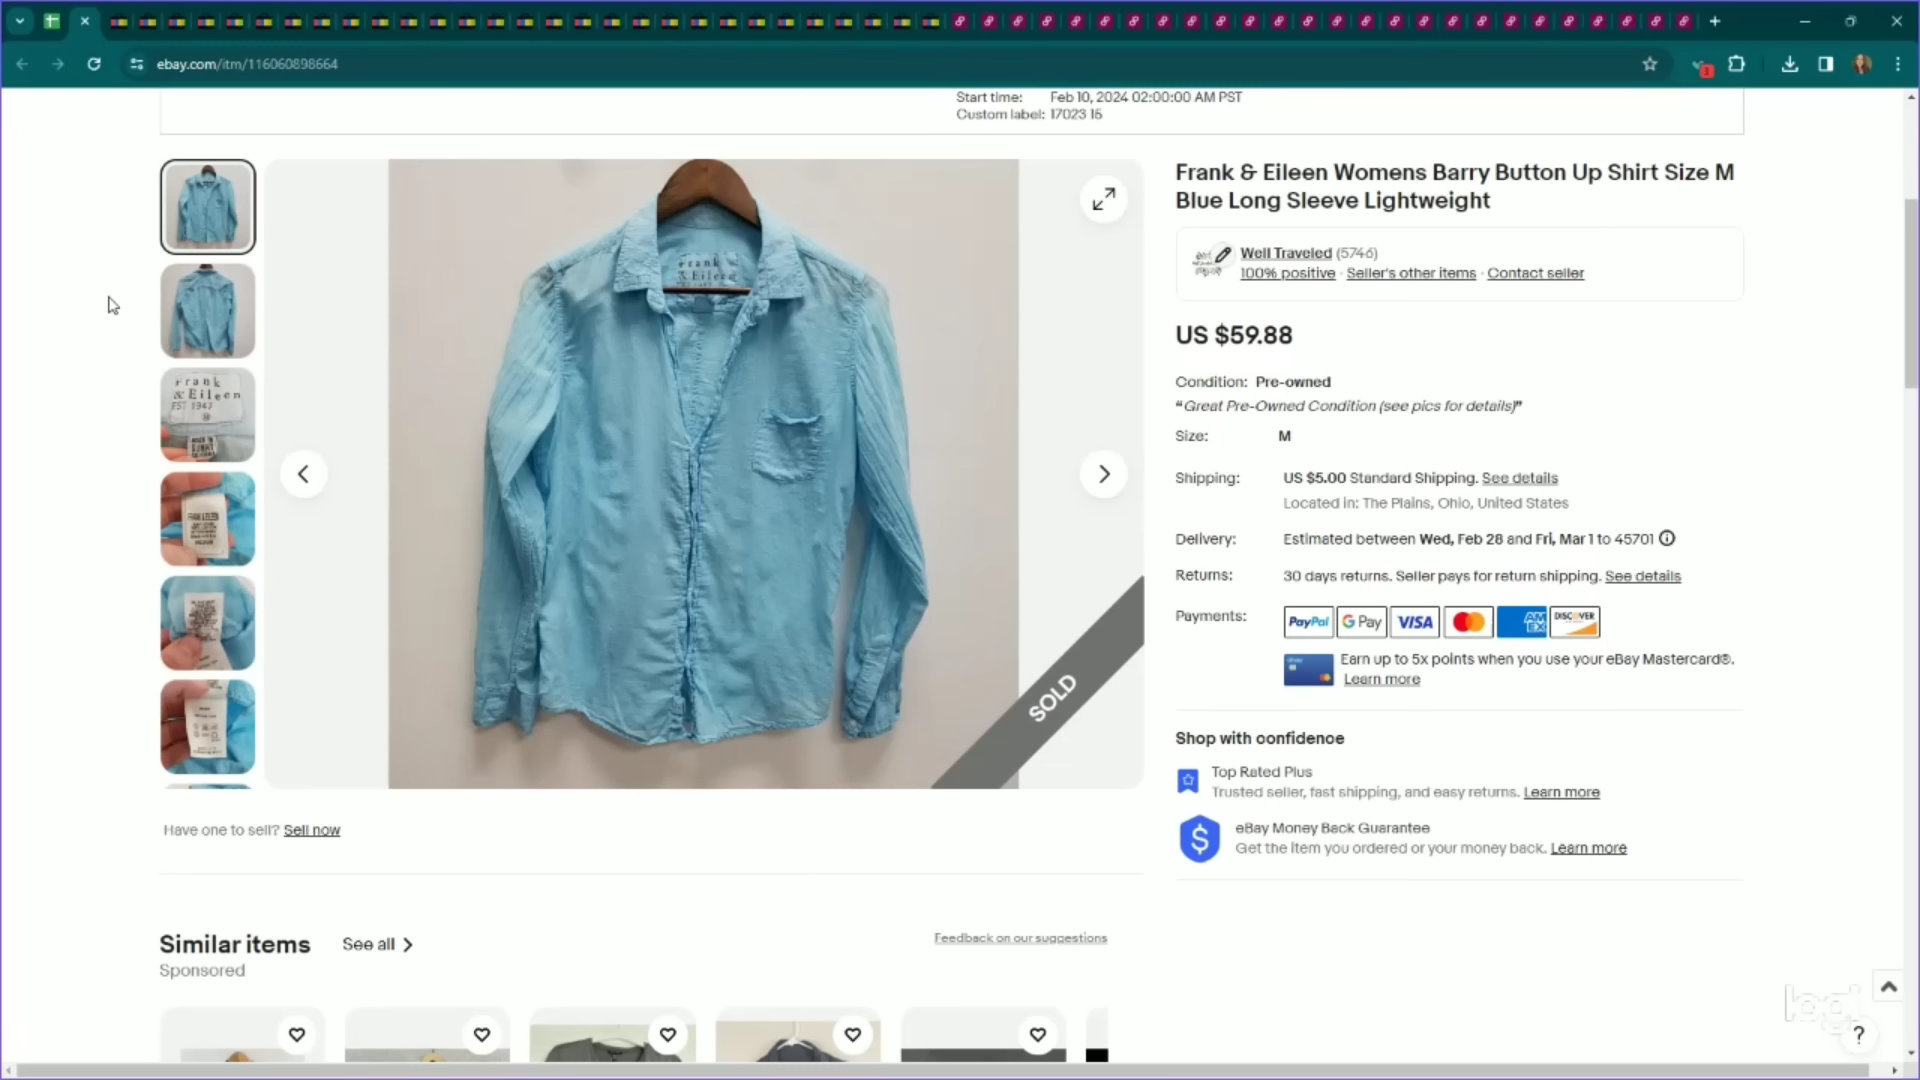 ebay.com/itm/116060898664
Start time: Feb 10, 2024 02:00:00 AM PST
Custom label: 17023 15
Frank & Eileen Womens Barry Button Up Shirt Size M
Blue Long Sleeve Lightweight
Well Traveled (5746)
100% positive · Seller's other items · Contact seller
US $59.88
Condition: Pre-owned
“Great Pre-Owned Condition (see pics for details)”
Size: M
Shipping: US $5.00 Standard Shipping. See details
Located in: The Plains, Ohio, United States
Delivery: Estimated between Wed, Feb 28 and Fri, Mar 1 to 45701
Returns: 30 days returns. Seller pays for return shipping. See details
Payments: PayPal G Pay VISA AM EX DISCOVER
Earn up to 5x points when you use your eBay Mastercard®.
Learn more
Shop with confidence
Top Rated Plus
Trusted seller, fast shipping, and easy returns. Learn more
eBay Money Back Guarantee
Get the item you ordered or your money back. Learn more
Frank
& Eileen
Frank
& Eileen
EST 1947
SOLD
Have one to sell? Sell now
Similar items See all
Feedback on our suggestions
Sponsored
logi
?